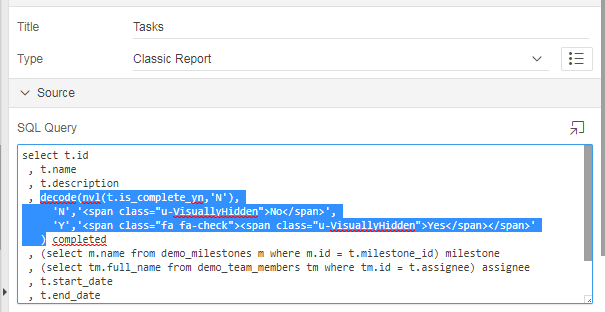 Title Tasks
Type Classic Report
Source
SQL Query
select t.id
, t.name
, t.description
, decode(nvl(t.is_complete_yn,'N'),
'N','<span class="u-VisuallyHidden">No</span>',
'Y','<span class="fa fa-check"><span class="u-VisuallyHidden">Yes</span></span>'
) completed
, (select m.name from demo_milestones m where m.id = t.milestone_id) milestone
, (select tm.full_name from demo_team_members tm where tm.id = t.assignee) assignee
, t.start_date
, t.end_date